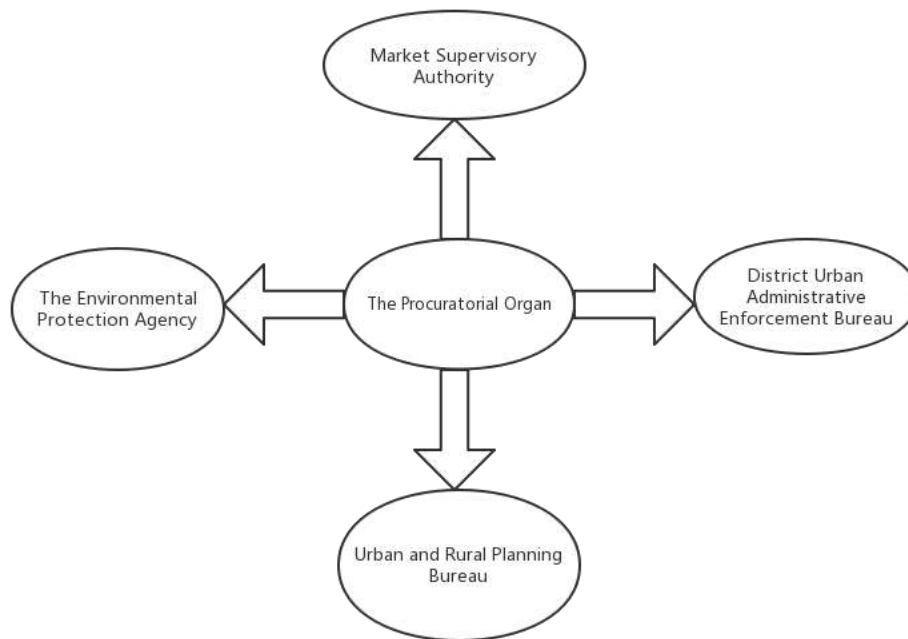 Market Supervisory
Authority
The Environmental
Protection Agency
The Procuratorial Organ
District Urban
Administrative
Enforcement Bureau
Urban and Rural Planning
Bureau